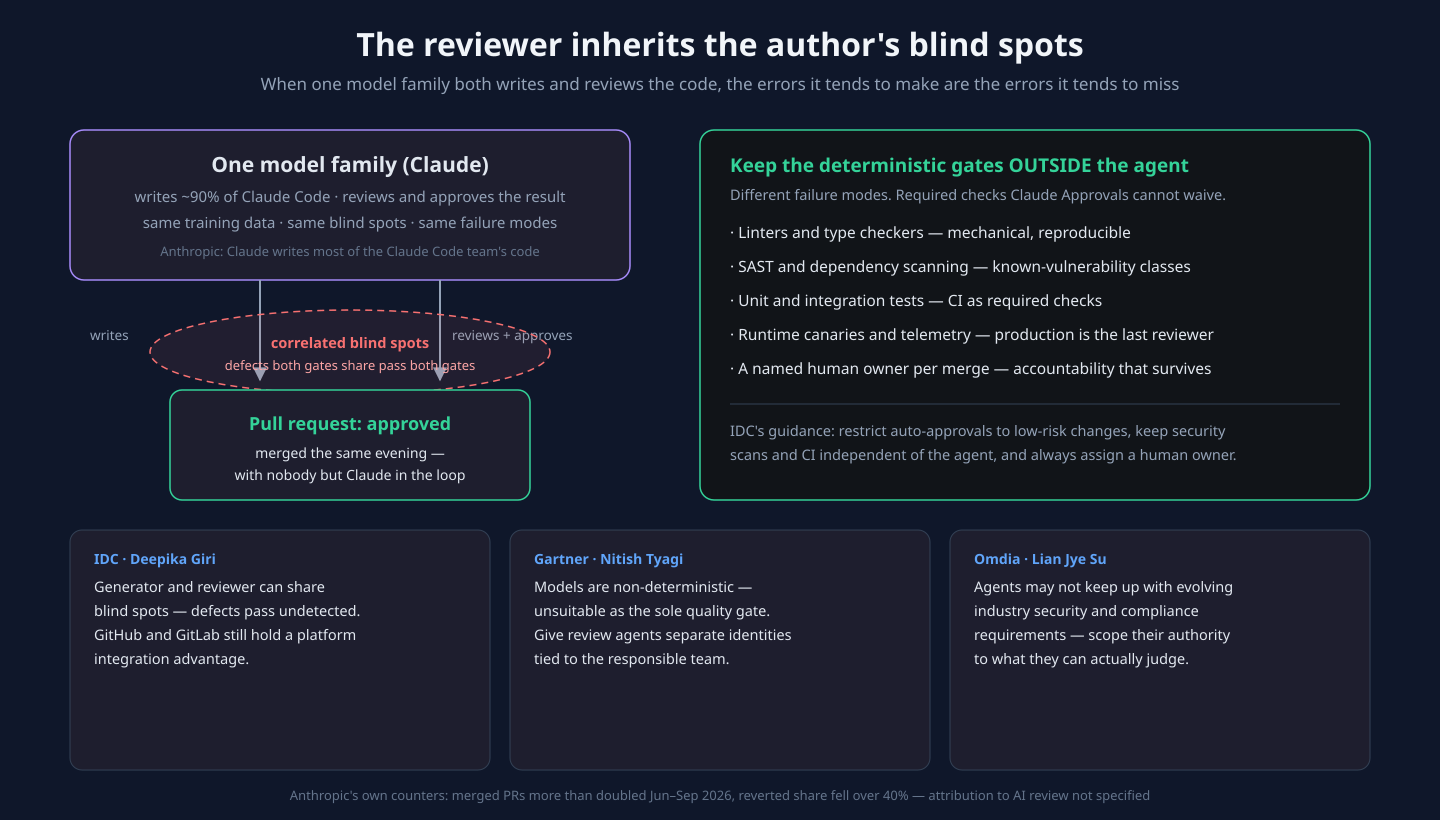 The reviewer inherits the author's blind spots
When one model family both writes and reviews the code, the errors it tends to make are the errors it tends to miss
One model family (Claude)
writes ~90% of Claude Code · reviews and approves the result
same training data · same blind spots · same failure modes
Anthropic: Claude writes most of the Claude Code team's code
writes
reviews + approves
correlated blind spots
defects both gates share pass both gates
Pull request: approved
merged the same evening —
with nobody but Claude in the loop
Keep the deterministic gates OUTSIDE the agent
Different failure modes. Required checks Claude Approvals cannot waive.
· Linters and type checkers — mechanical, reproducible
· SAST and dependency scanning — known-vulnerability classes
· Unit and integration tests — CI as required checks
· Runtime canaries and telemetry — production is the last reviewer
· A named human owner per merge — accountability that survives
IDC's guidance: restrict auto-approvals to low-risk changes, keep security
scans and CI independent of the agent, and always assign a human owner.
IDC · Deepika Giri
Generator and reviewer can share
blind spots — defects pass undetected.
GitHub and GitLab still hold a platform
integration advantage.
Gartner · Nitish Tyagi
Models are non-deterministic —
unsuitable as the sole quality gate.
Give review agents separate identities
tied to the responsible team.
Omdia · Lian Jye Su
Agents may not keep up with evolving
industry security and compliance
requirements — scope their authority
to what they can actually judge.
Anthropic's own counters: merged PRs more than doubled Jun–Sep 2026, reverted share fell over 40% — attribution to AI review not specified